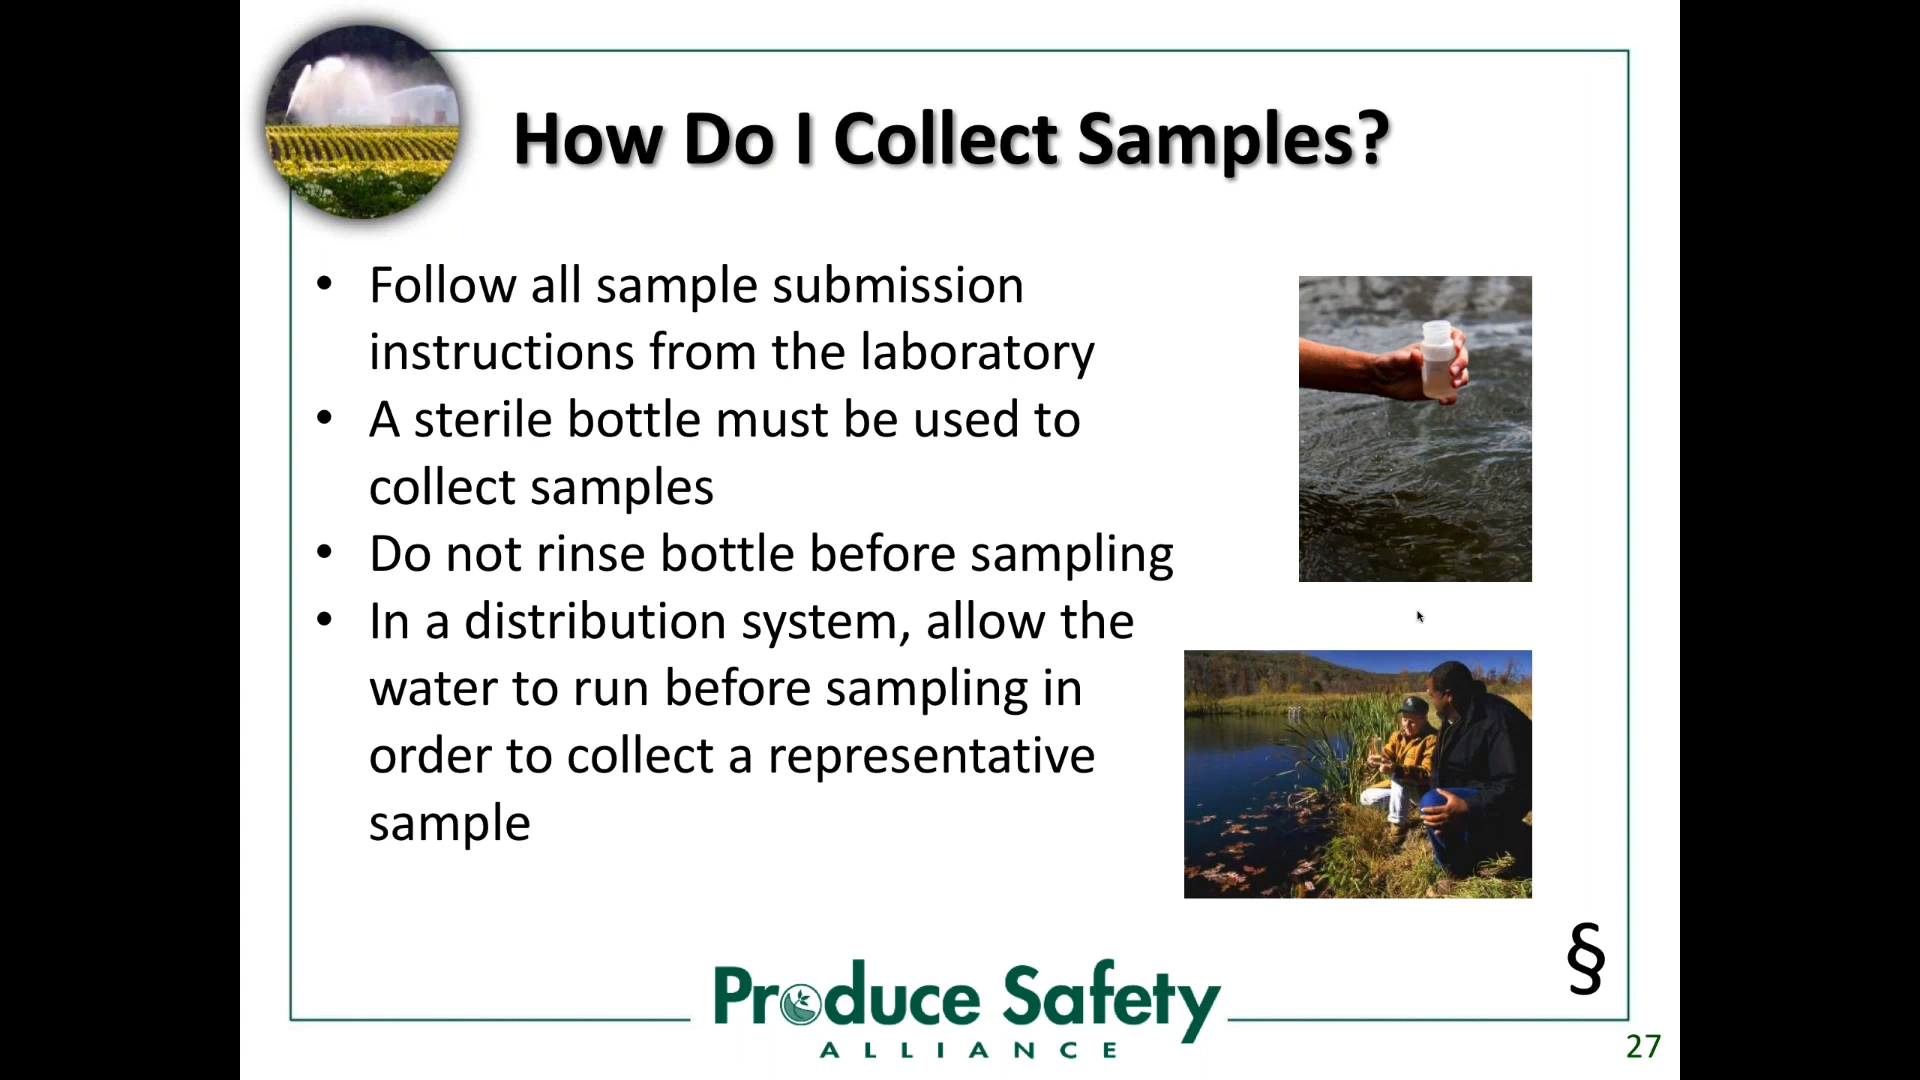 How Do I Collect Samples?
• Follow all sample submission
instructions from the laboratory
• A sterile bottle must be used to
collect samples
• Do not rinse bottle before sampling
• In a distribution system, allow the
water to run before sampling in
order to collect a representative
sample
§
Produce Safety
ALLIANCE
27